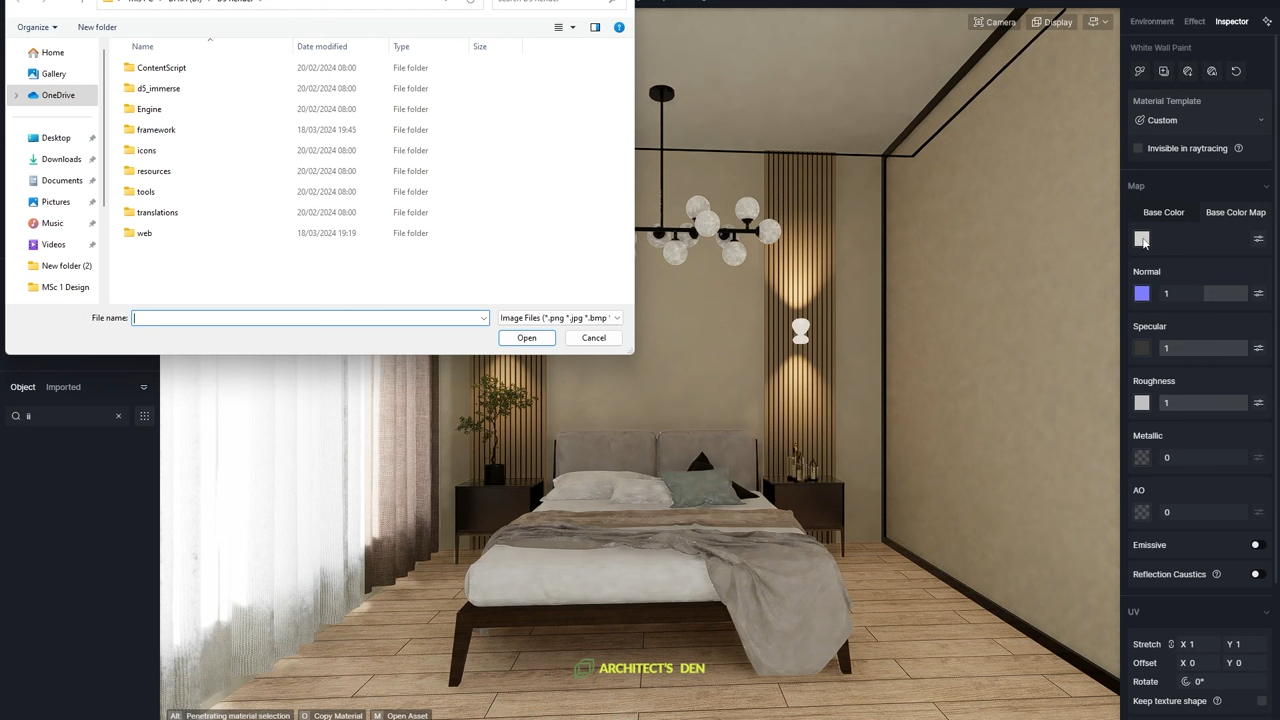 Organize
New folder
Name
Date modified
Type
Size
ContentScript
20/02/2024 08:00
File folder
d5_immerse
20/02/2024 08:00
File folder
Engine
20/02/2024 08:00
File folder
framework
18/03/2024 19:45
File folder
icons
20/02/2024 08:00
File folder
resources
20/02/2024 08:00
File folder
tools
20/02/2024 08:00
File folder
translations
20/02/2024 08:00
File folder
web
18/03/2024 19:19
File folder
Home
Gallery
OneDrive
Desktop
Downloads
Documents
Pictures
Music
Videos
New folder (2)
MSc 1 Design
File name:
Image Files (*.png *.jpg *.bmp
Open
Cancel
Object
Imported
ii
Camera
Display
Environment
Effect
Inspector
White Wall Paint
Material Template
Custom
Invisible in raytracing
Map
Base Color
Base Color Map
Normal
1
Specular
1
Roughness
1
Metallic
0
AO
0
Emissive
Reflection Caustics
UV
Stretch X 1 Y 1
Offset X 0 Y 0
Rotate 0°
Keep texture shape
ARCHITECT'S DEN
Alt Penetrating material selection
O Copy Material
M Open Asset